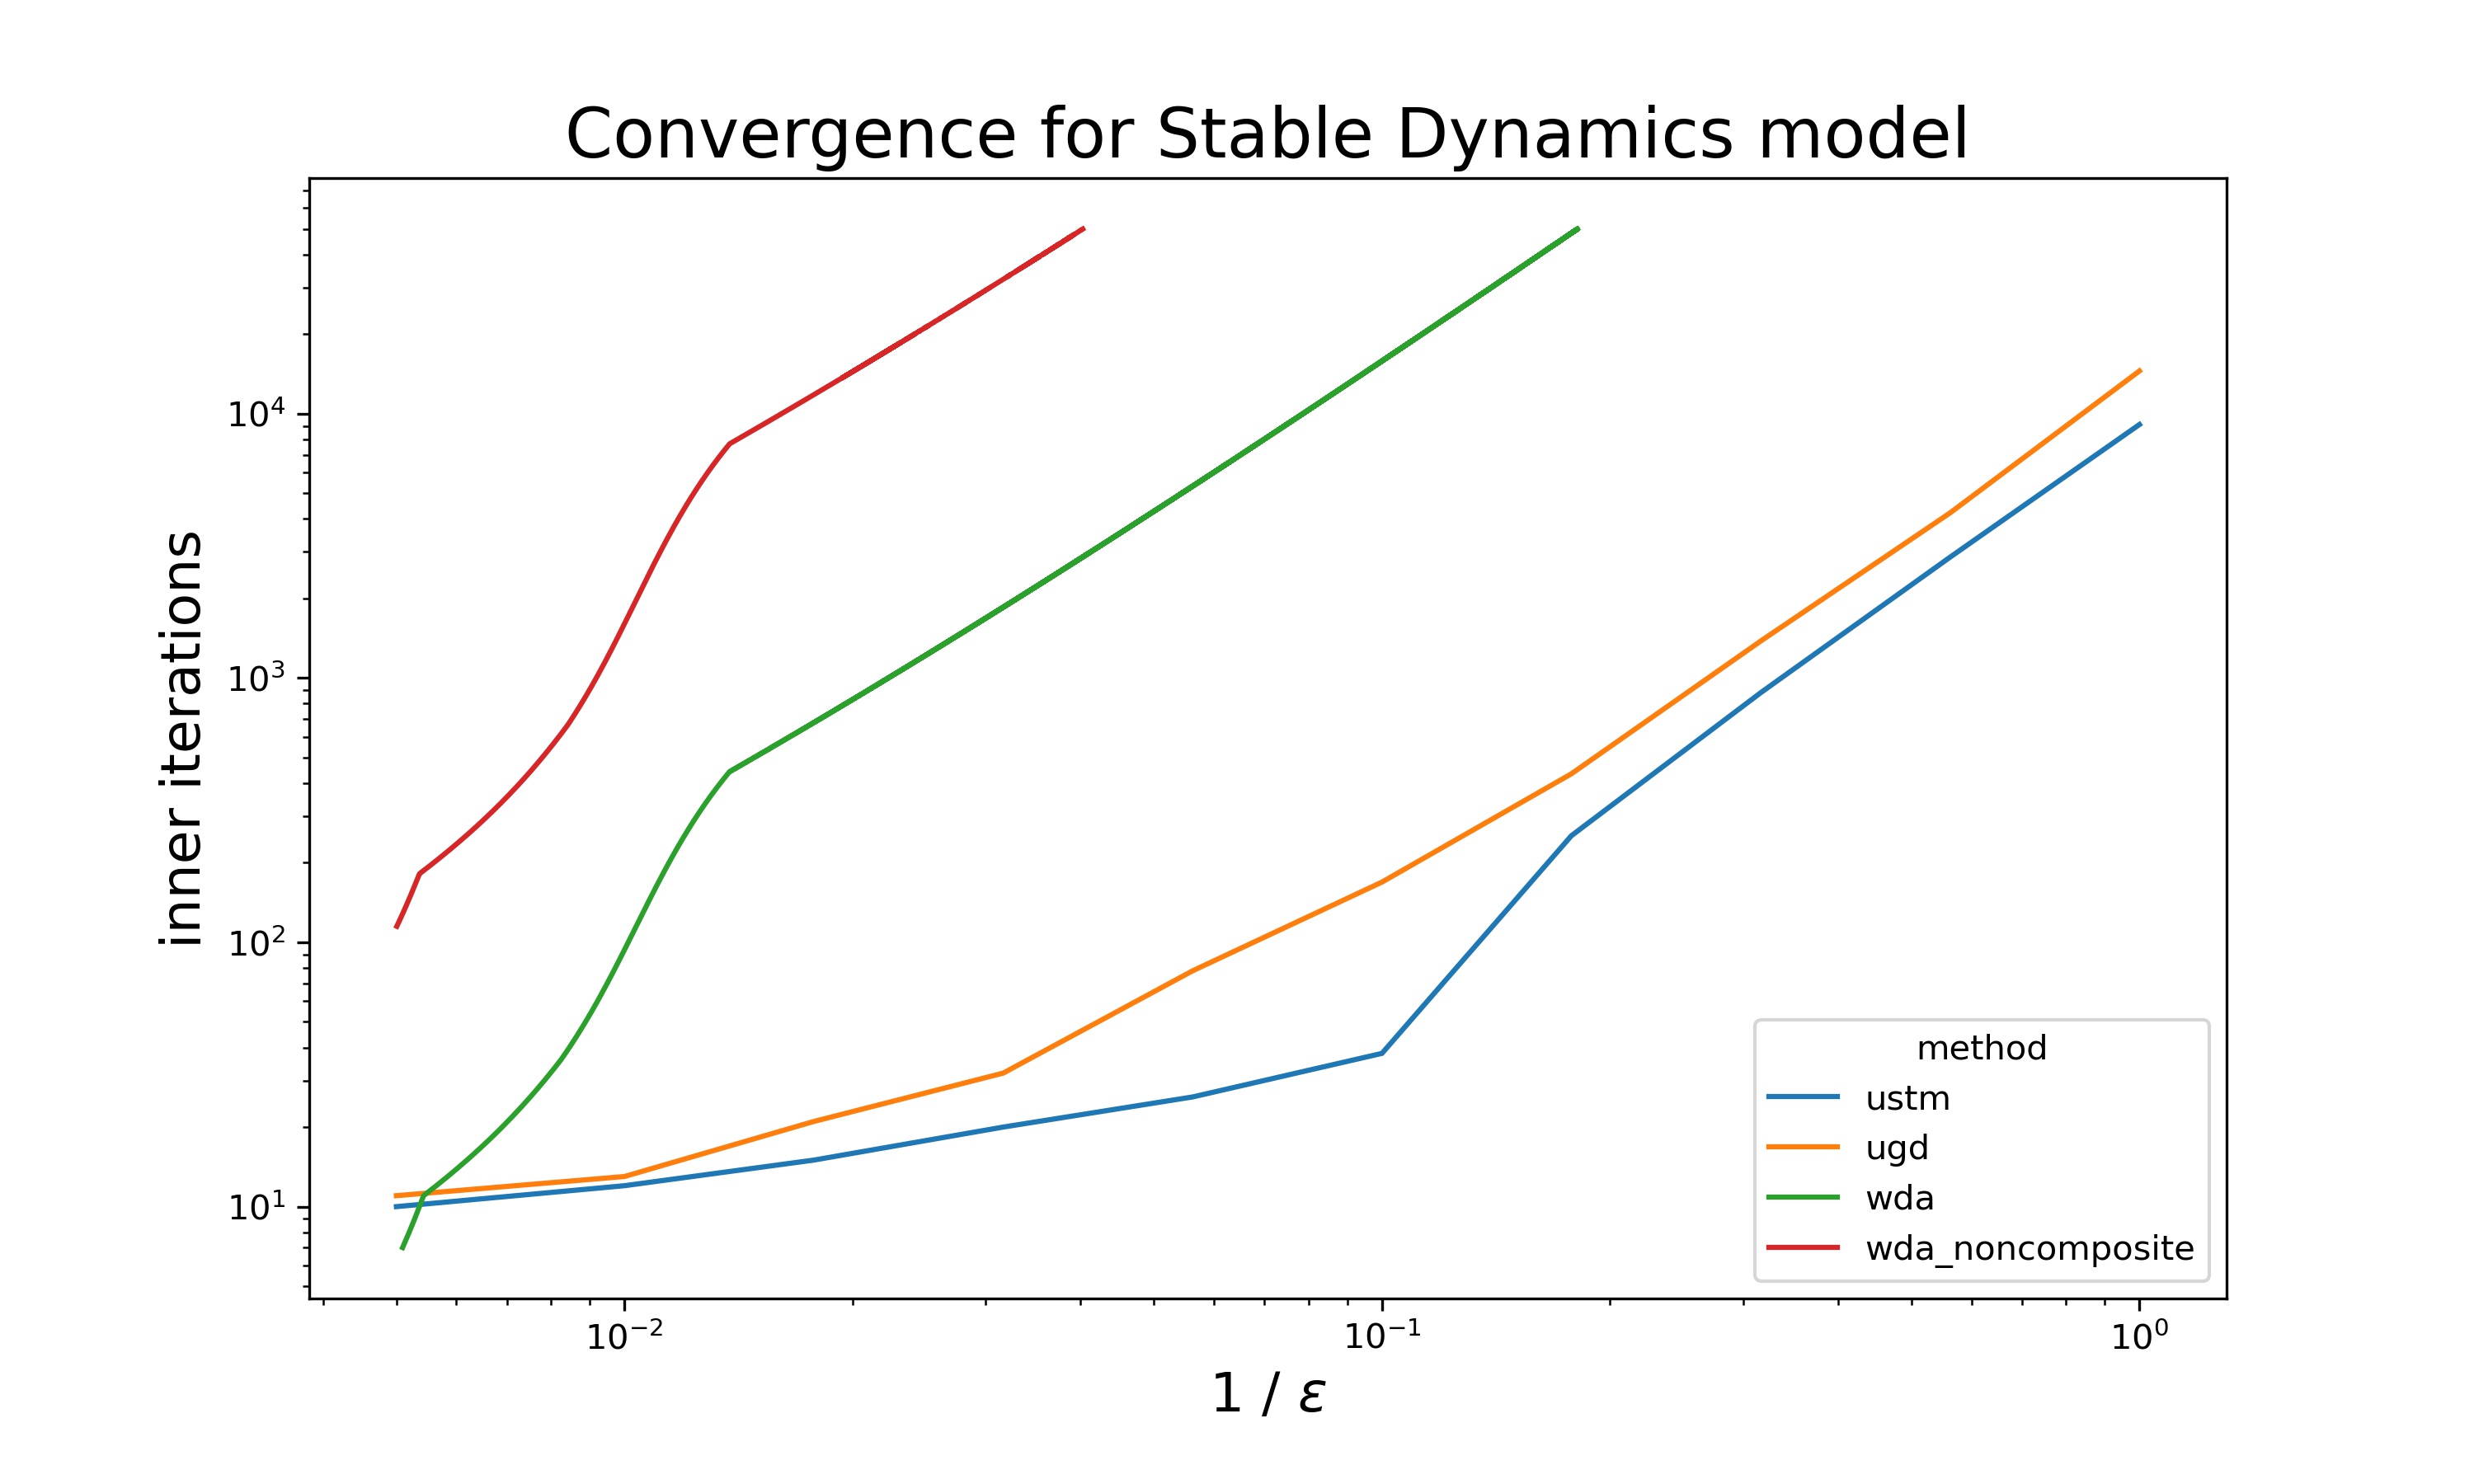 Convergence for Stable Dynamics model
inner iterations
10⁴
10³
10²
10¹
10⁻²
10⁻¹
10⁰
1 / ε
method
ustm
ugd
wda
wda_noncomposite